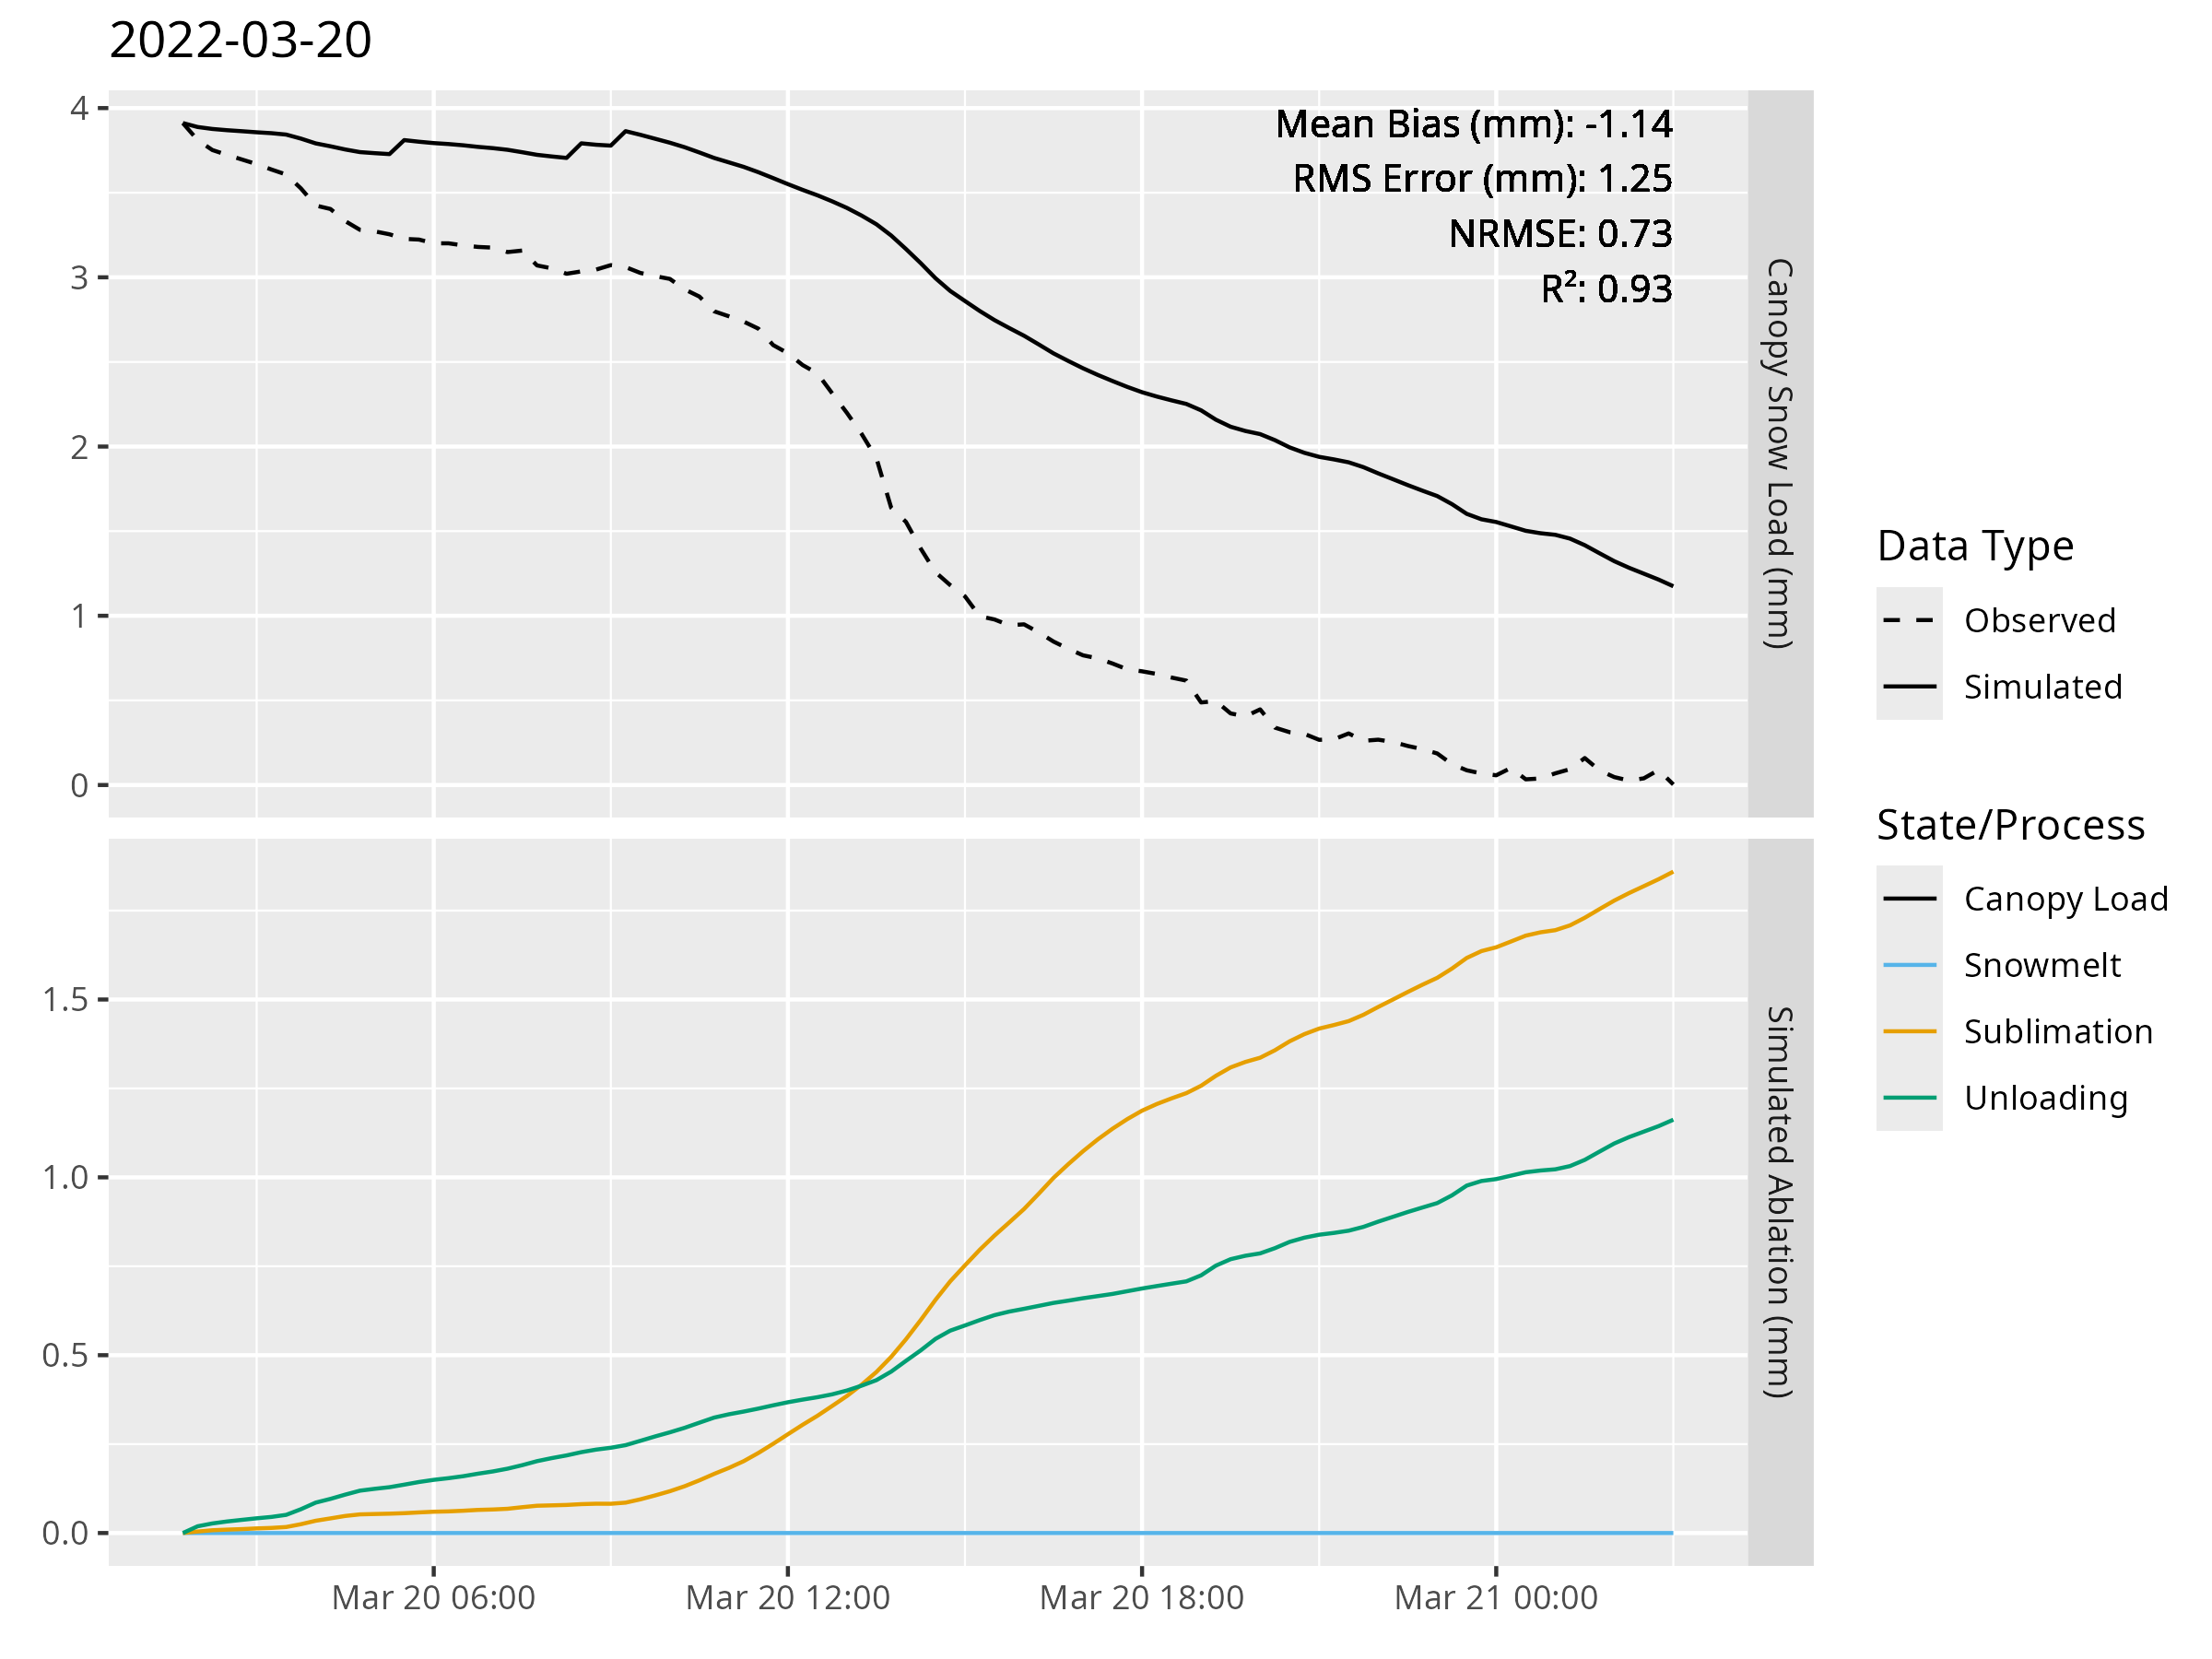 2022-03-20
4
3
2
1
0
Mean Bias (mm): -1.14
RMS Error (mm): 1.25
NRMSE: 0.73
R²: 0.93
Canopy Snow Load (mm)
1.5
1.0
0.5
0.0
Simulated Ablation (mm)
Mar 20 06:00
Mar 20 12:00
Mar 20 18:00
Mar 21 00:00
Data Type
Observed
Simulated
State/Process
Canopy Load
Snowmelt
Sublimation
Unloading